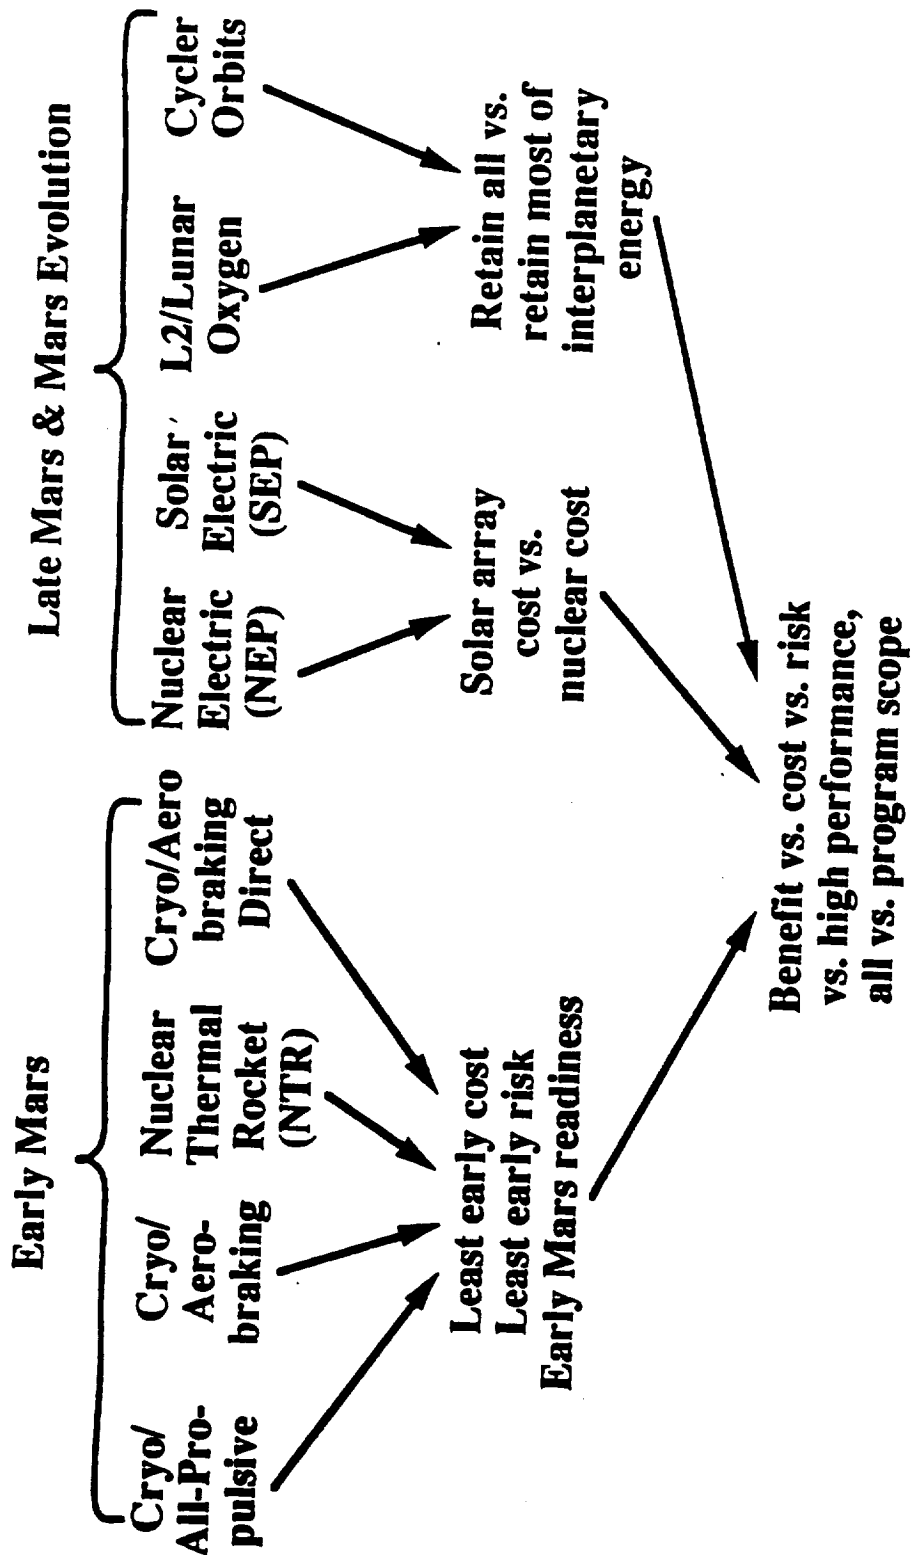 Early Mars
Late Mars & Mars Evolution
Cryo/
All-Pro-
pulsive
Cryo/
Aero-
braking
Nuclear
Thermal
Rocket
(NTR)
Cryo/Aero
braking
Direct
Nuclear
Electric
(NEP)
Solar
Electric
(SEP)
L2/Lunar
Oxygen
Cycler
Orbits
Least early cost
Least early risk
Early Mars readiness
Solar array
cost vs.
nuclear cost
Retain all vs.
retain most of
interplanetary
energy
Benefit vs. cost vs. risk
vs. high performance,
all vs. program scope